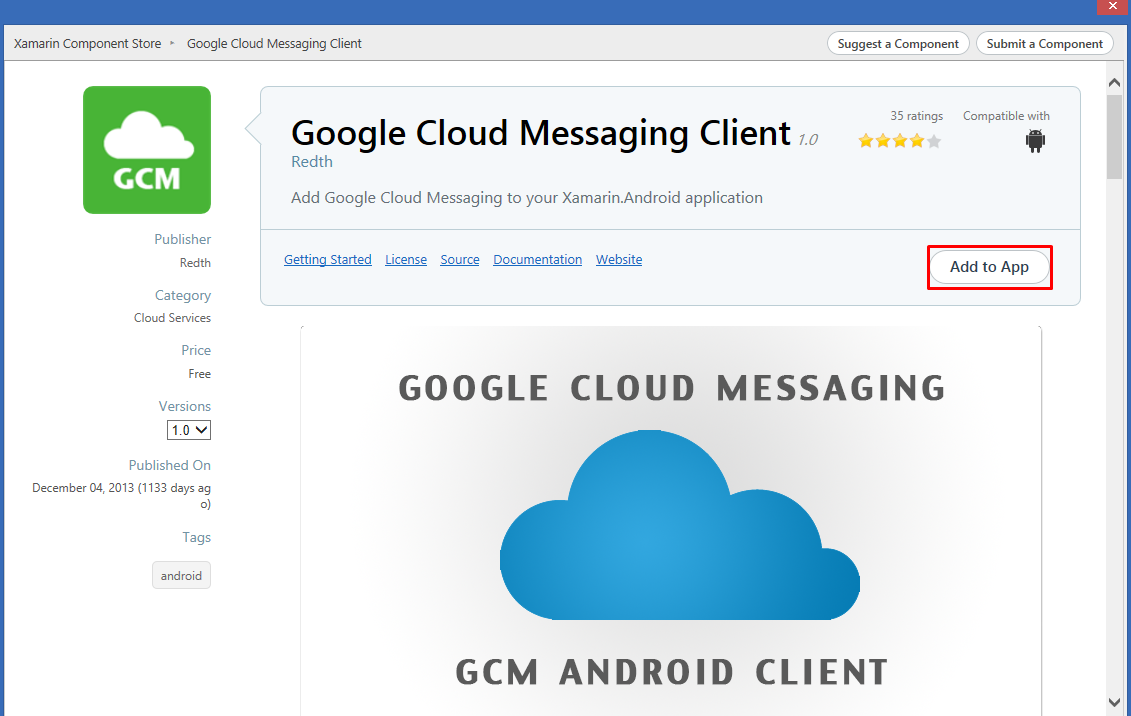 Xamarin Component Store
Google Cloud Messaging Client
Suggest a Component
Submit a Component
GCM
Google Cloud Messaging Client 1.0
Redth
35 ratings
Compatible with
Add Google Cloud Messaging to your Xamarin.Android application
Getting Started License Source Documentation Website
Add to App
Publisher
Redth
Category
Cloud Services
Price
Free
Versions
1.0
Published On
December 04, 2013 (1133 days ag
o)
Tags
android
GOOGLE CLOUD MESSAGING
GCM ANDROID CLIENT